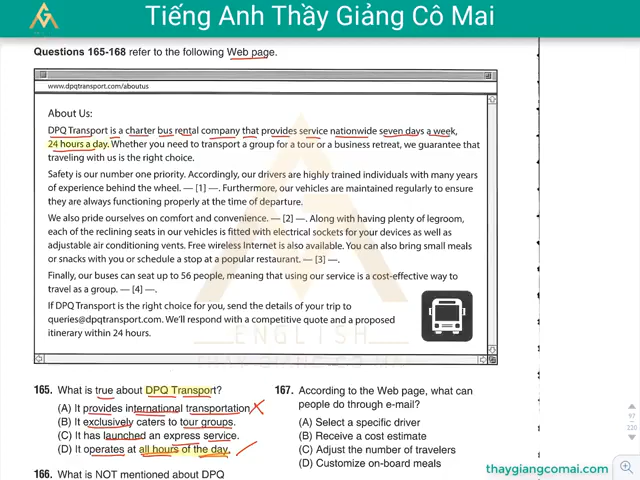 Tiếng Anh Thầy Giảng Cô Mai
Questions 165-168 refer to the following Web page.
www.dpqtransport.com/aboutus
About Us:
DPQ Transport is a charter bus rental company that provides service nationwide seven days a week,
24 hours a day. Whether you need to transport a group for a tour or a business retreat, we guarantee that
traveling with us is the right choice.
Safety is our number one priority. Accordingly, our drivers are highly trained individuals with many years
of experience behind the wheel. — [1] —. Furthermore, our vehicles are maintained regularly to ensure
they are always functioning properly at the time of departure.
We also pride ourselves on comfort and convenience. — [2] —. Along with having plenty of legroom,
each of the reclining seats in our vehicles is fitted with electrical sockets for your devices as well as
adjustable air conditioning vents. Free wireless Internet is also available. You can also bring small meals
or snacks with you or schedule a stop at a popular restaurant. — [3] —.
Finally, our buses can seat up to 56 people, meaning that using our service is a cost-effective way to
travel as a group. — [4] —.
If DPQ Transport is the right choice for you, send the details of your trip to
queries@dpqtransport.com. We'll respond with a competitive quote and a proposed
itinerary within 24 hours.
ENGLISH
THAY GIANG CO MAI
165. What is true about DPQ Transport?
(A) It provides international transportation.
(B) It exclusively caters to tour groups.
(C) It has launched an express service.
(D) It operates at all hours of the day.
166. What is NOT mentioned about DPQ
167. According to the Web page, what can
people do through e-mail?
(A) Select a specific driver
(B) Receive a cost estimate
(C) Adjust the number of travelers
(D) Customize on-board meals
97
220
thaygiangcomai.com